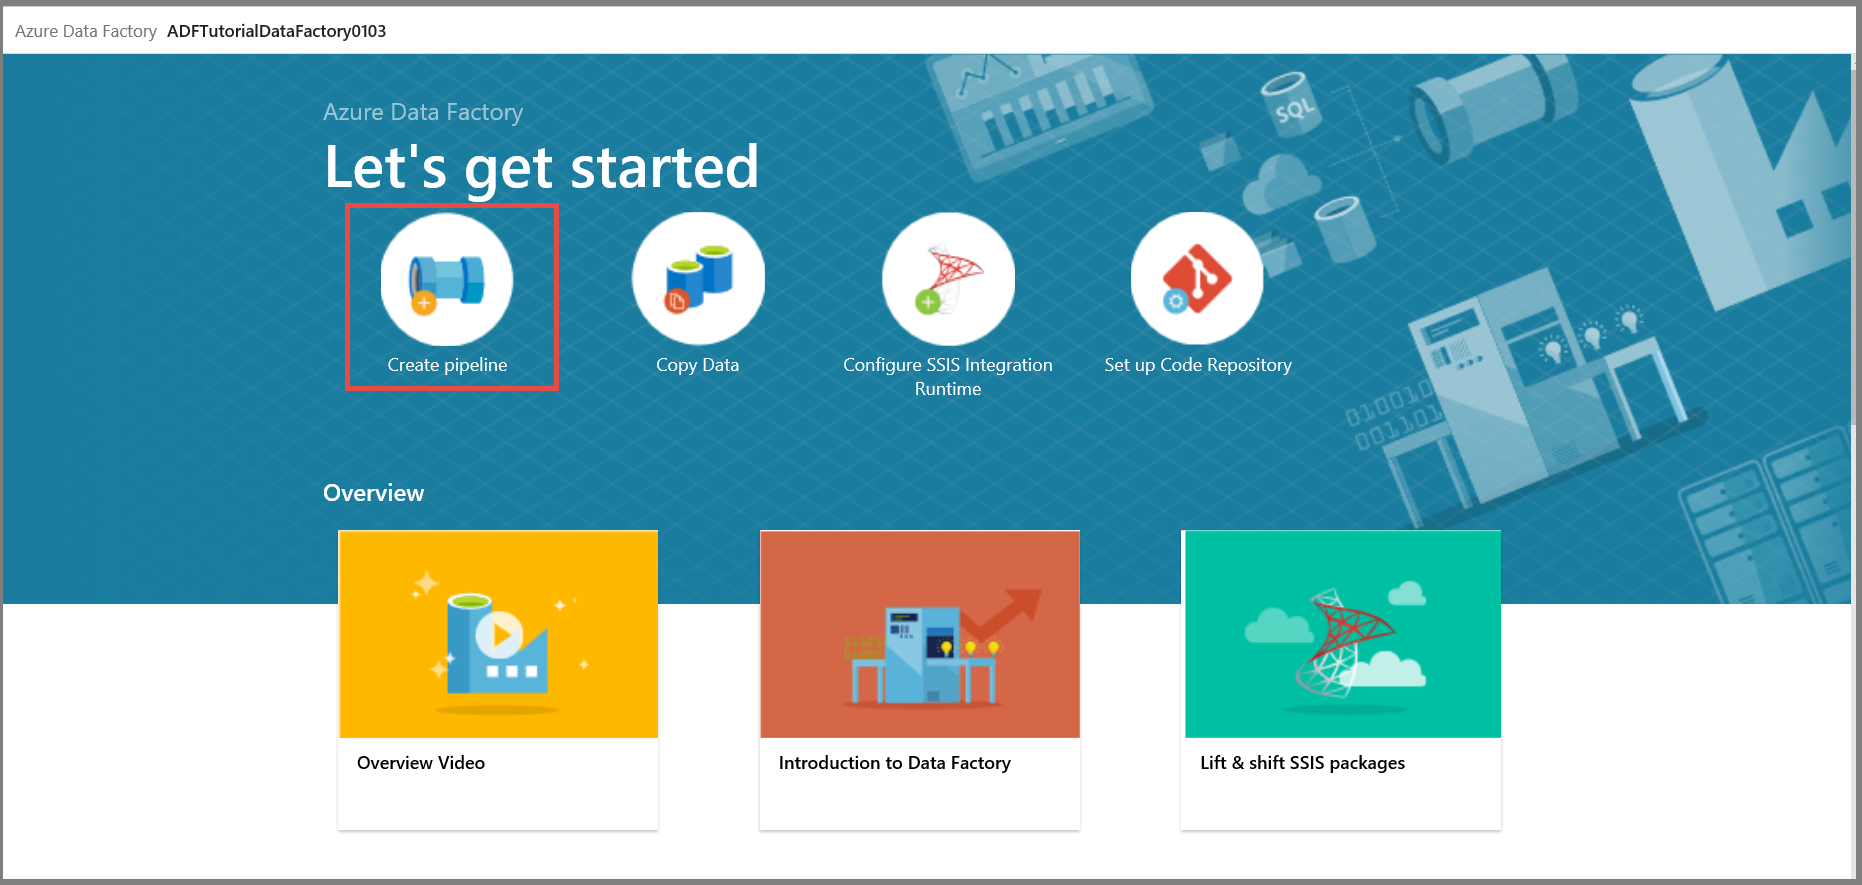 Azure Data Factory ADFTutorialDataFactory0103
Azure Data Factory
Let's get started
SQL
Create pipeline
Copy Data
Configure SSIS Integration
Runtime
Set up Code Repository
010010
001101
Overview
Overview Video
Introduction to Data Factory
Lift & shift SSIS packages